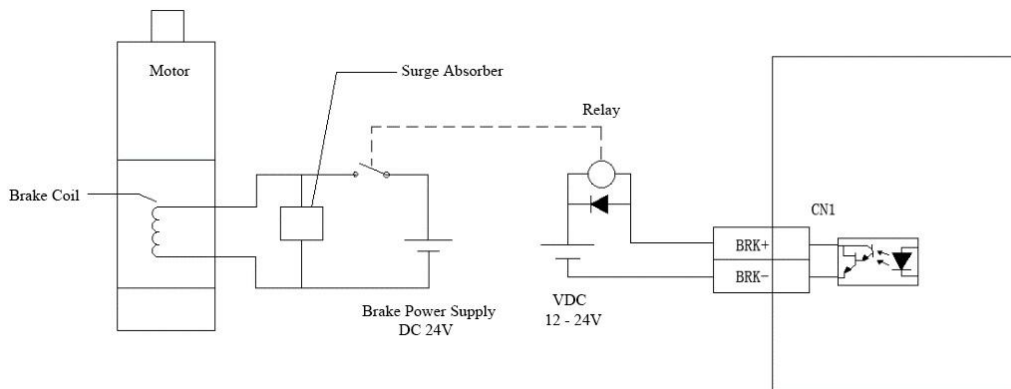 Motor
Surge Absorber
Relay
Brake Coil
CN1
BRK+
BRK-
Brake Power Supply
DC 24V
VDC
12 - 24V